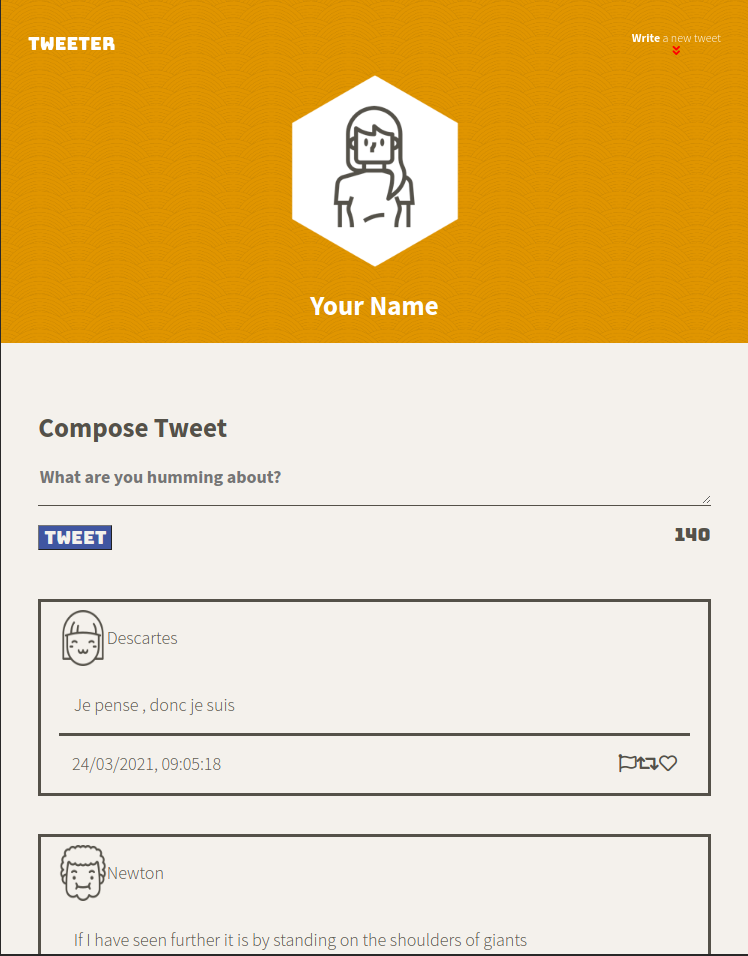 TWEETER
Write a new tweet
Your Name
Compose Tweet
What are you humming about?
TWEET
140
Descartes
Je pense , donc je suis
24/03/2021, 09:05:18
Newton
If I have seen further it is by standing on the shoulders of giants